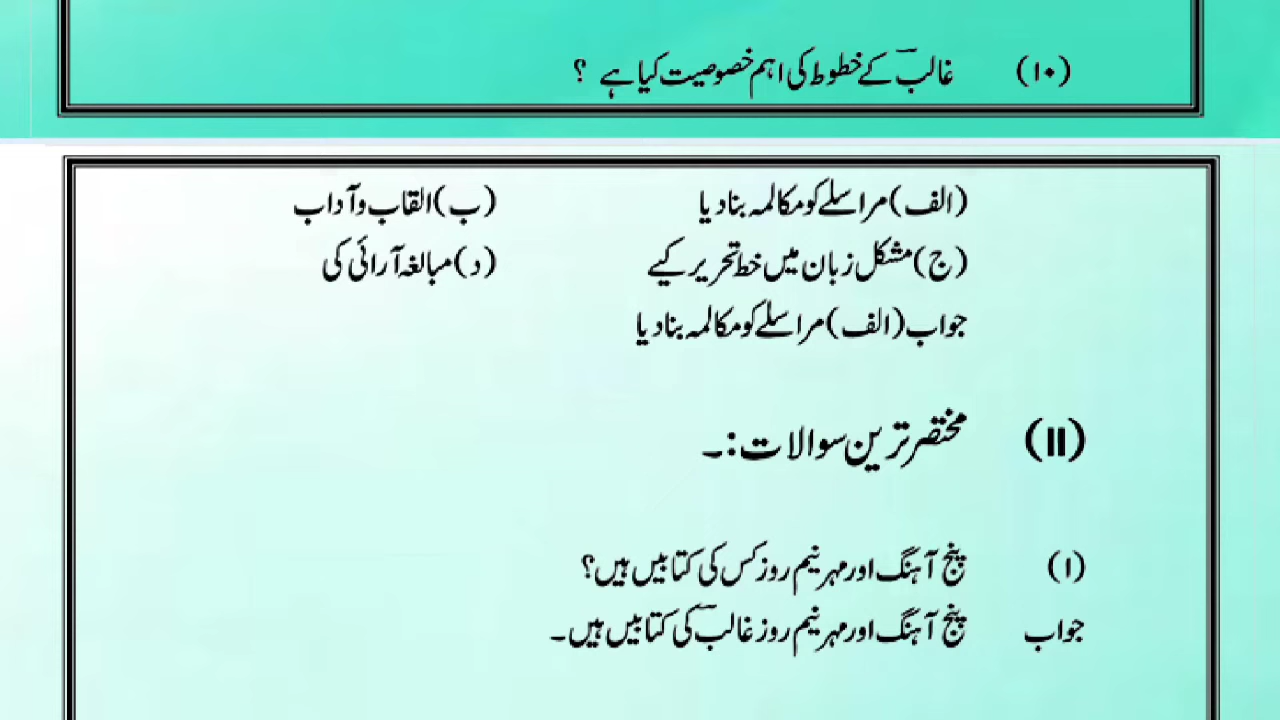 (۱۰) غالبؔ کے خطوط کی اہم خصوصیت کیا ہے ؟
(الف) مراسلے کو مکالمہ بنا دیا (ب) القاب و آداب
(ج) مشکل زبان میں خط تحریر کیے (د) مبالغہ آرائی کی
جواب (الف) مراسلے کو مکالمہ بنا دیا
(II) مختصر ترین سوالات :۔
(۱) پنج آہنگ اور مہر نیم روز کس کی کتابیں ہیں؟
جواب پنج آہنگ اور مہر نیم روز غالبؔ کی کتابیں ہیں۔